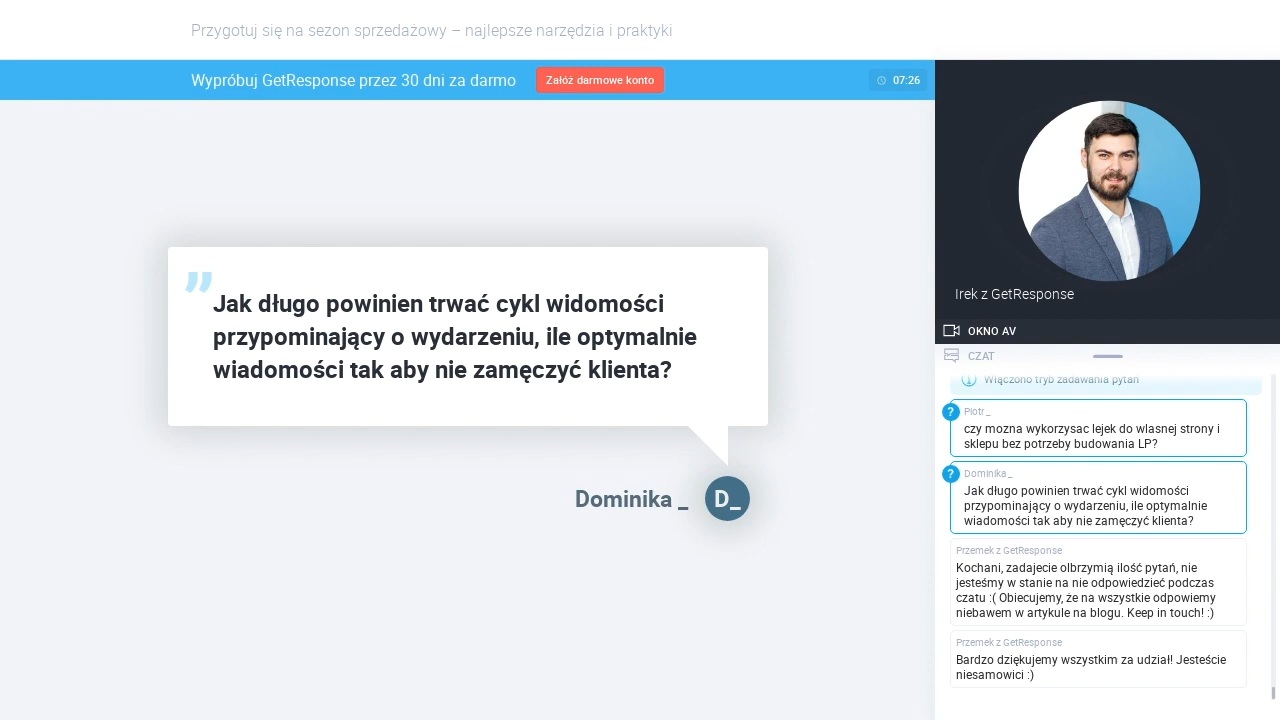 Przygotuj się na sezon sprzedażowy – najlepsze narzędzia i praktyki
Wypróbuj GetResponse przez 30 dni za darmo
Załóż darmowe konto
07:26
”
Jak długo powinien trwać cykl widomości
przypominający o wydarzeniu, ile optymalnie
wiadomości tak aby nie zamęczyć klienta?
Dominika _
D_
Irek z GetResponse
OKNO AV
CZAT
Włączono tryb zadawania pytań
?
Piotr _
czy mozna wykorzysac lejek do wlasnej strony i
sklepu bez potrzeby budowania LP?
?
Dominika _
Jak długo powinien trwać cykl widomości
przypominający o wydarzeniu, ile optymalnie
wiadomości tak aby nie zamęczyć klienta?
Przemek z GetResponse
Kochani, zadajecie olbrzymią ilość pytań, nie
jesteśmy w stanie na nie odpowiedzieć podczas
czatu :( Obiecujemy, że na wszystkie odpowiemy
niebawem w artykule na blogu. Keep in touch! :)
Przemek z GetResponse
Bardzo dziękujemy wszystkim za udział! Jesteście
niesamowici :)